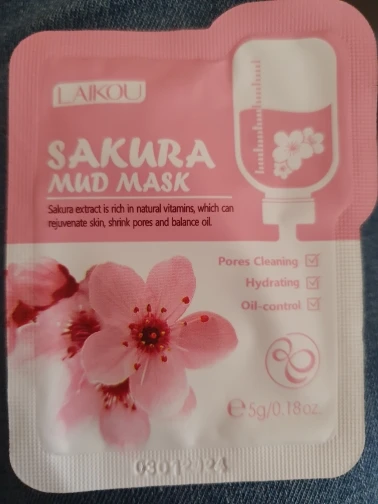 LAIKOU
SAKURA
MUD MASK
Sakura extract is rich in natural vitamins, which can
rejuvenate skin, shrink pores and balance oil.
Pores Cleaning
Hydrating
Oil-control
℮5g/0.18oz.